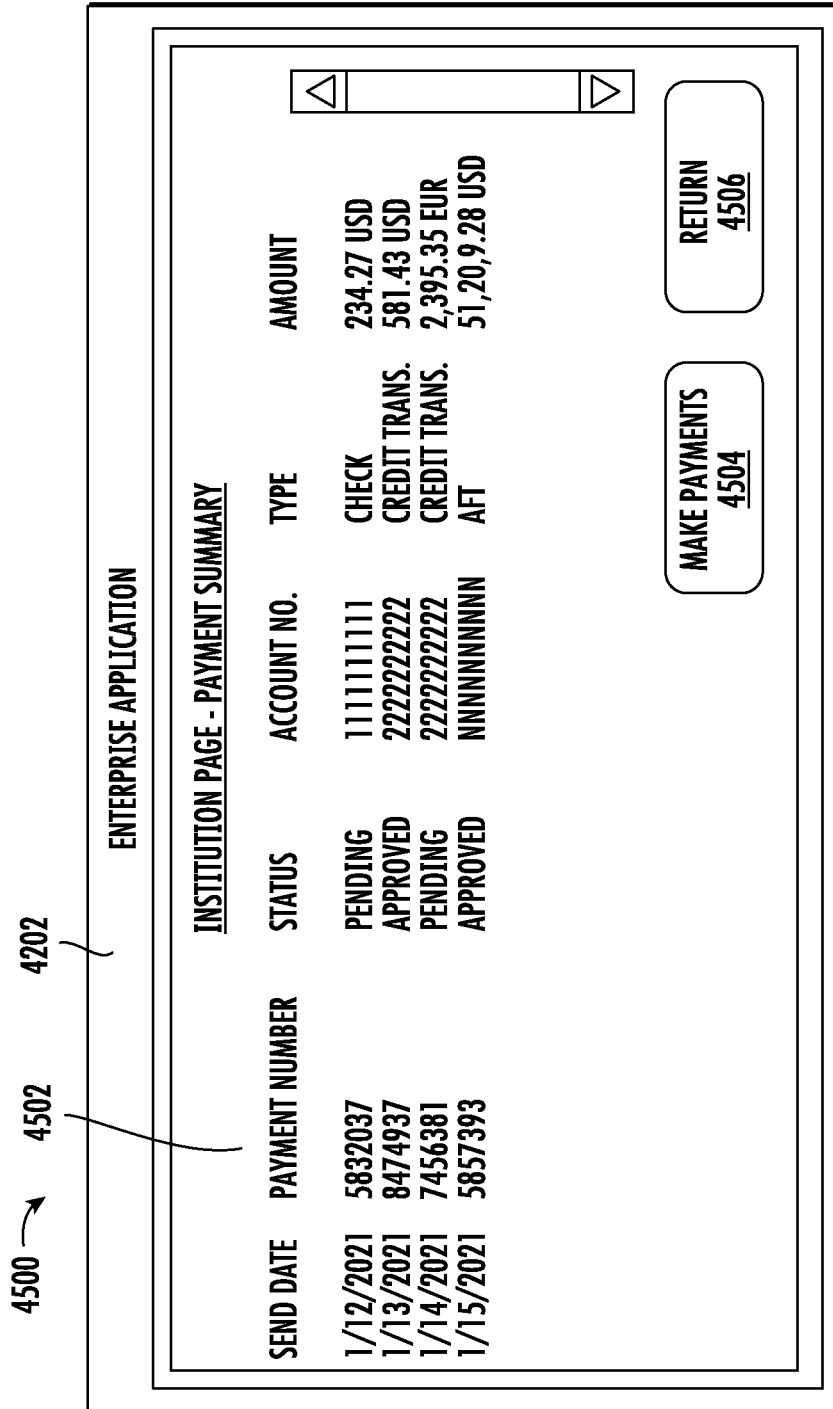 4500
4502
4202
ENTERPRISE APPLICATION
INSTITUTION PAGE - PAYMENT SUMMARY
SEND DATE PAYMENT NUMBER STATUS ACCOUNT NO. TYPE AMOUNT
1/12/2021 5832037 PENDING 1111111111 CHECK 234.27 USD
1/13/2021 8474937 APPROVED 2222222222 CREDIT TRANS. 581.43 USD
1/14/2021 7456381 PENDING 2222222222 CREDIT TRANS. 2,395.35 EUR
1/15/2021 5857393 APPROVED NNNNNNNNNN AFT 51,20,9.28 USD
MAKE PAYMENTS
4504
RETURN
4506